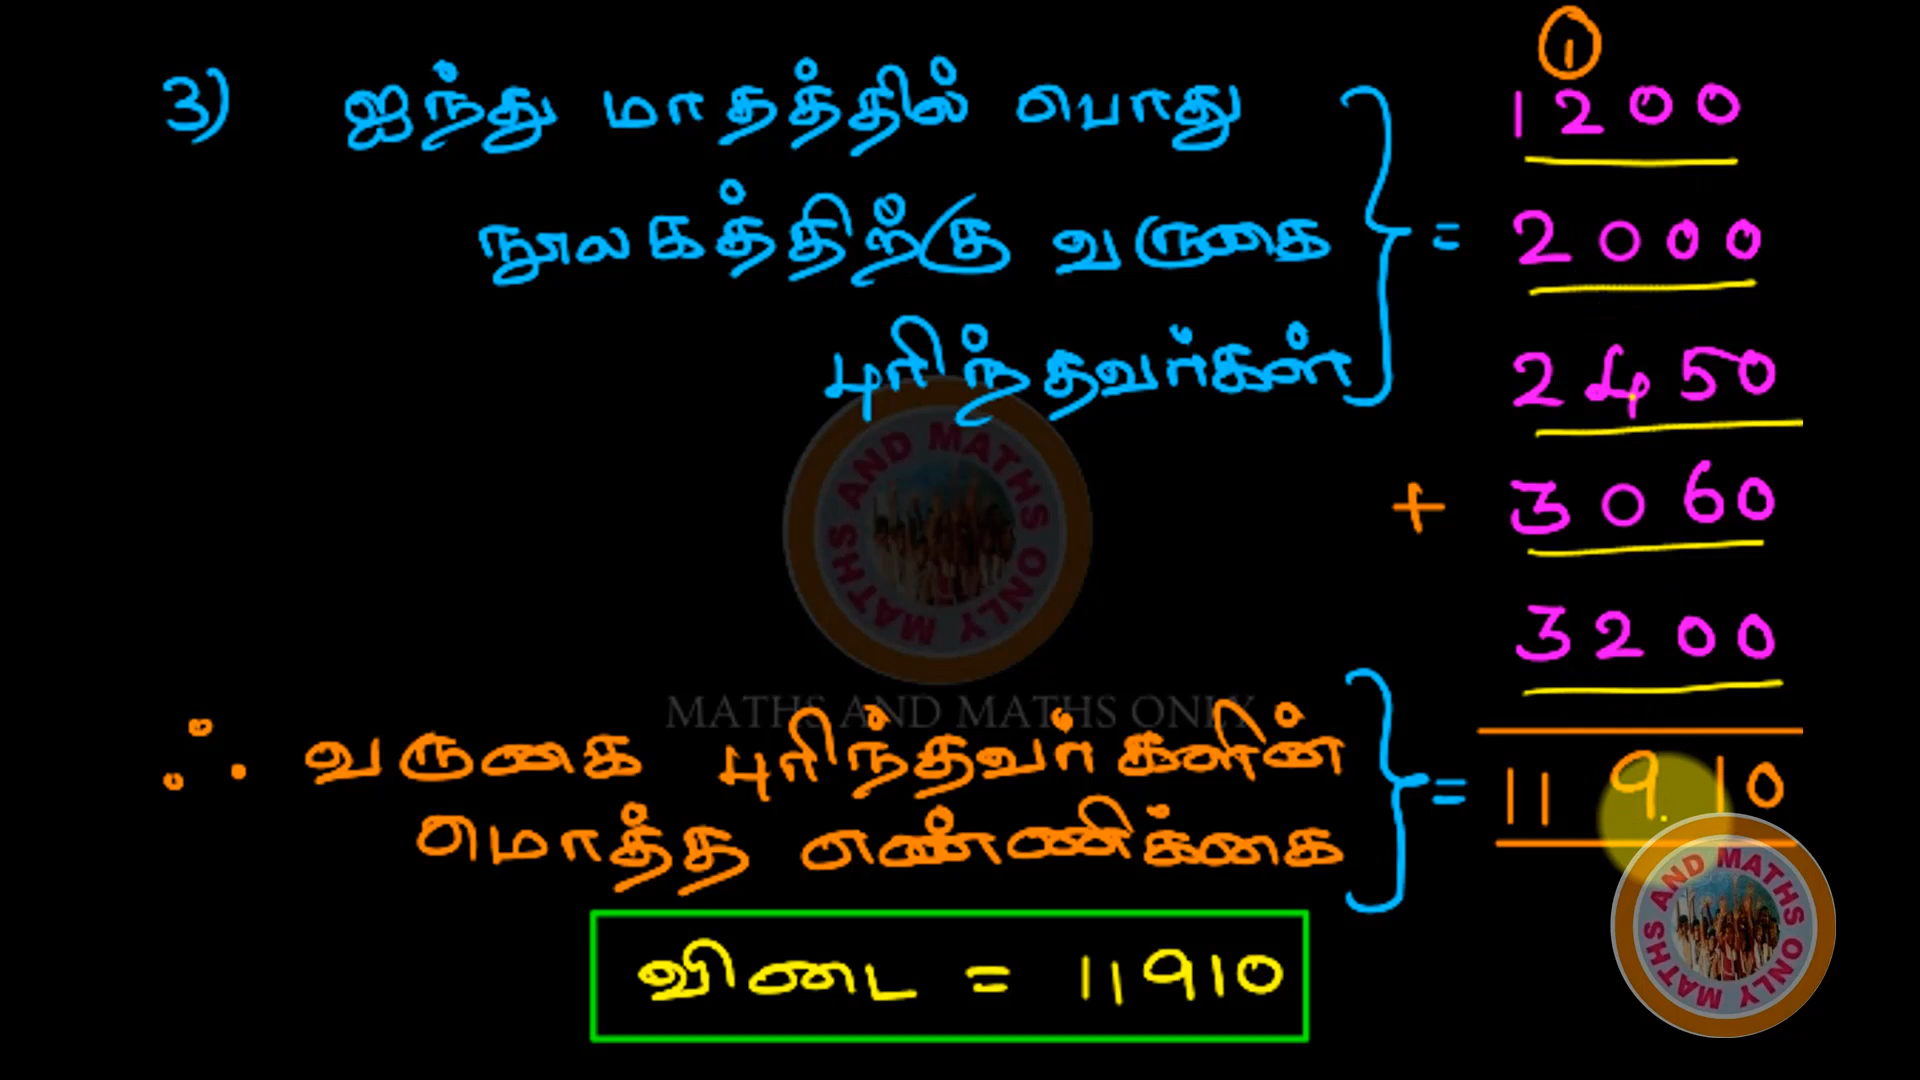 3) ஐந்து மாதத்தில் பொது
நூலகத்திற்கு வருகை
புரிந்தவர்கள்
=
1
1200
2000
2450
+ 3060
3200
∴ வருகை புரிந்தவர்களின்
மொத்த எண்ணிக்கை
= 11910
விடை = 11910
MATHS AND MATHS ONLY
MATHS AND MATHS ONLY
MATHS AND MATHS ONLY